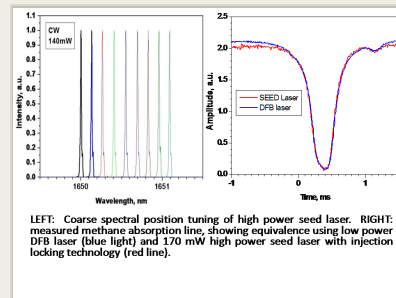 1.1
1.0
0.9
0.8
0.7
0.6
0.5
0.4
0.3
0.2
0.1
0.0
Intensity, a.u.
CW
140mW
1650
1651
Wavelength, nm
2.5
2.0
1.5
1.0
0.5
0.0
Amplitude, a.u.
SEED Laser
DFB laser
-1
0
1
Time, ms
LEFT: Coarse spectral position tuning of high power seed laser. RIGHT:
measured methane absorption line, showing equivalence using low power
DFB laser (blue light) and 170 mW high power seed laser with injection
locking technology (red line).